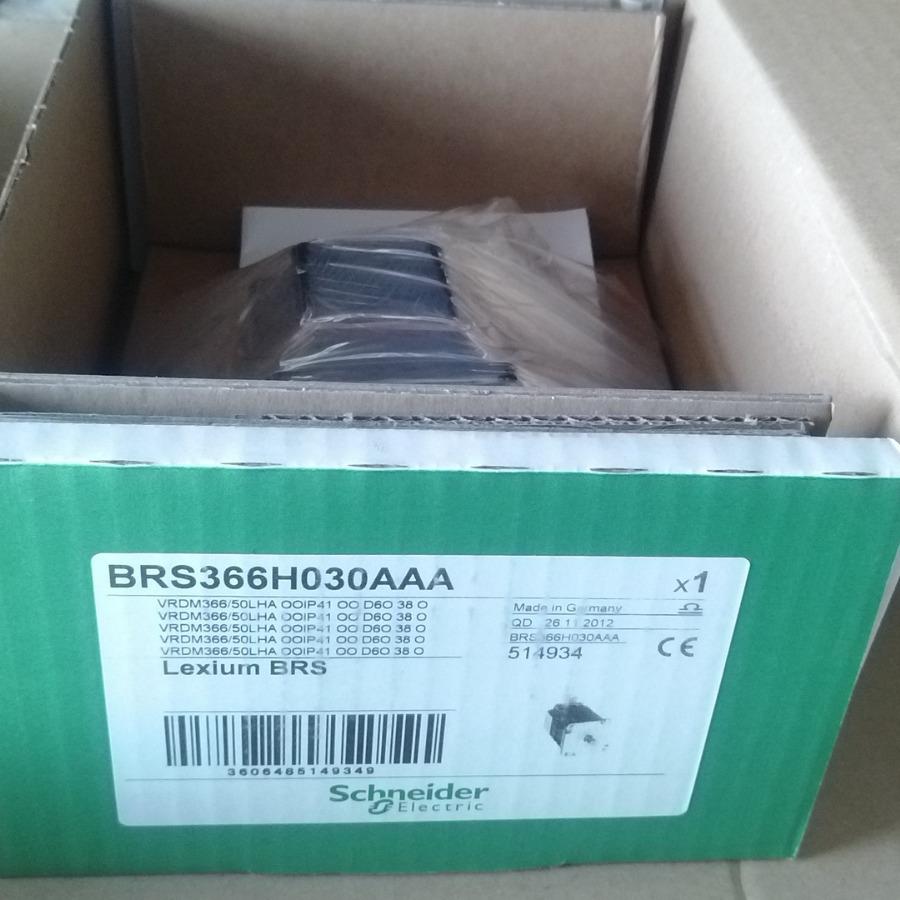 BRS366H030AAA x1
VRDM366/50LHA OOIP41 OO D6O 38 O
VRDM366/50LHA OOIP41 OO D6O 38 O
VRDM366/50LHA OOIP41 OO D6O 38 O
VRDM366/50LHA OOIP41 OO D6O 38 O
VRDM366/50LHA OOIP41 OO D6O 38 O
Lexium BRS
Made in Germany
QD 26 11 2012
BRS366H030AAA
514934
CE
3606485149349
Schneider
Electric